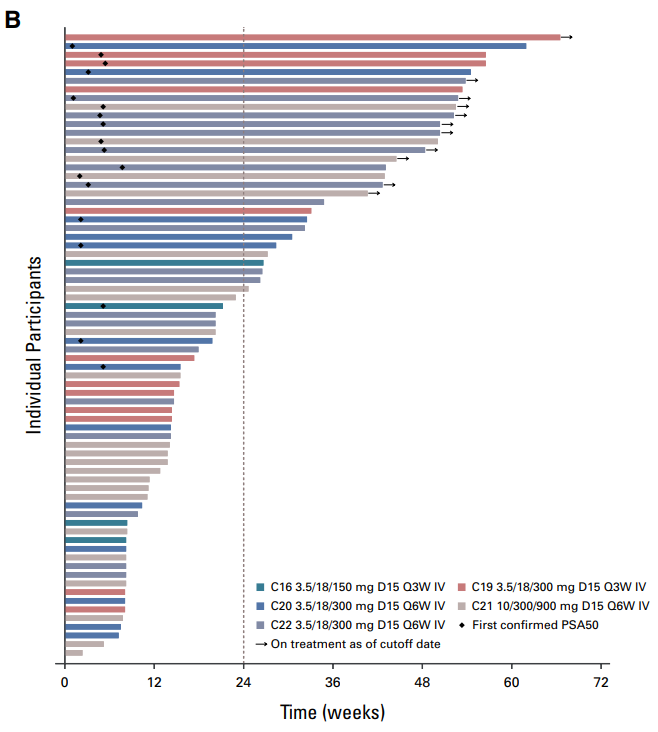 B
Individual Participants
C16 3.5/18/150 mg D15 Q3W IV
C19 3.5/18/300 mg D15 Q3W IV
C20 3.5/18/300 mg D15 Q6W IV
C21 10/300/900 mg D15 Q6W IV
C22 3.5/18/300 mg D15 Q6W IV
First confirmed PSA50
On treatment as of cutoff date
0 12 24 36 48 60 72
Time (weeks)